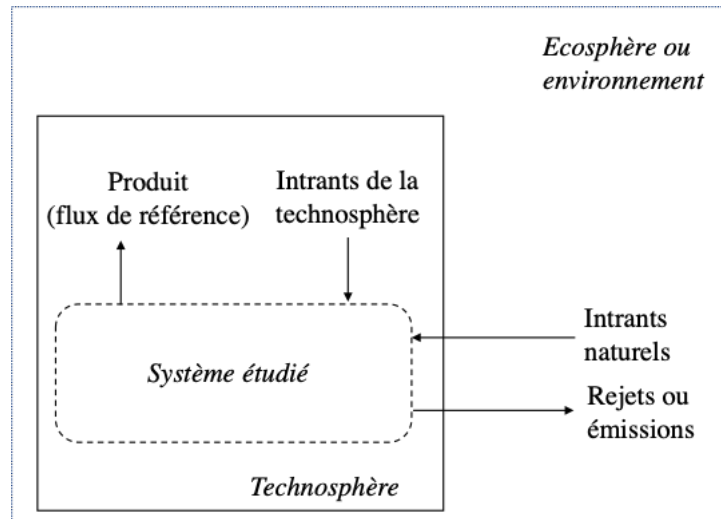 Ecosphère ou
environnement
Produit
(flux de référence)
Intrants de la
technosphère
Système étudié
Intrants
naturels
Rejets ou
émissions
Technosphère